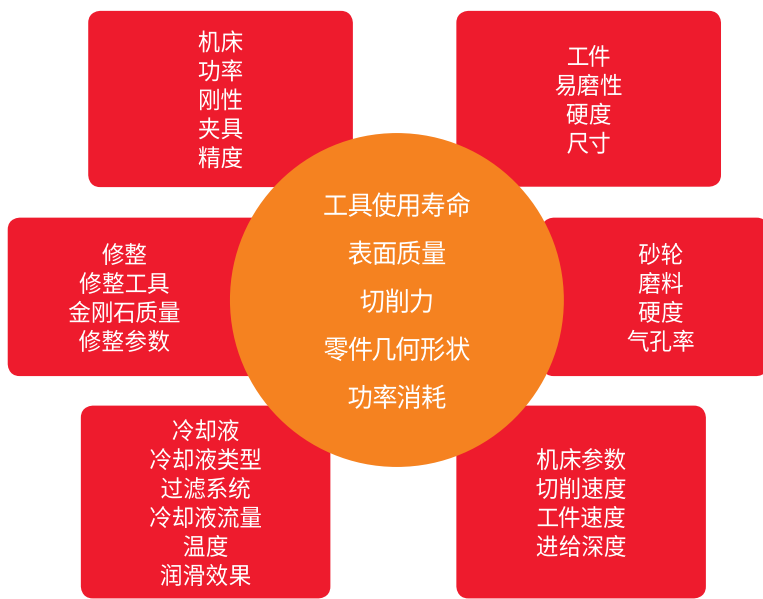 机床
功率
刚性
夹具
精度
工件
易磨性
硬度
尺寸
修整
修整工具
金刚石质量
修整参数
工具使用寿命
表面质量
切削力
零件几何形状
功率消耗
砂轮
磨料
硬度
气孔率
冷却液
冷却液类型
过滤系统
冷却液流量
温度
润滑效果
机床参数
切削速度
工件速度
进给深度